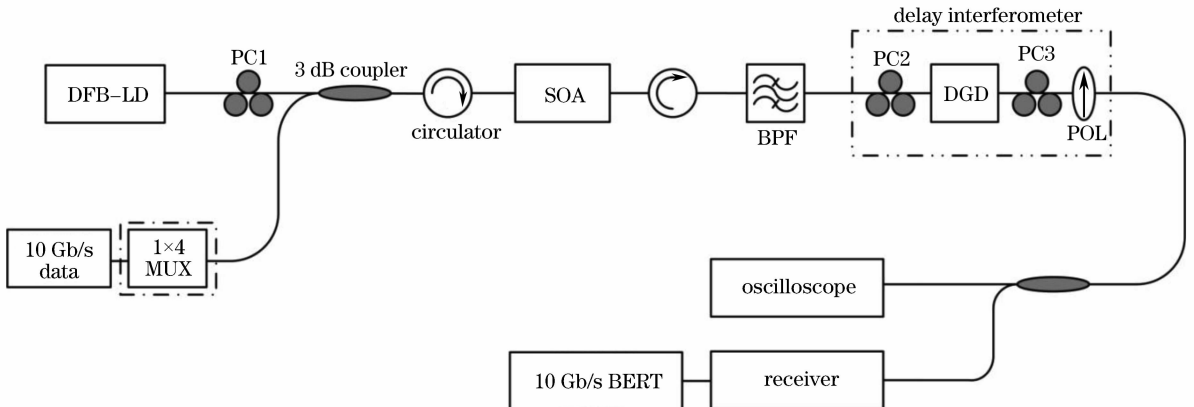 delay interferometer
PC1
3 dB coupler
PC2
PC3
DFB-LD
SOA
DGD
circulator
BPF
POL
10 Gb/s
data
1×4
MUX
oscilloscope
10 Gb/s BERT
receiver